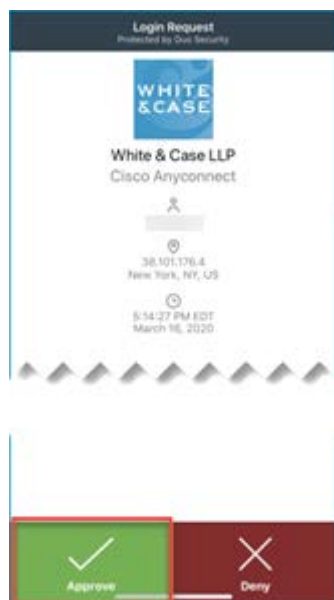 Login Request
Protected by Duo Security
WHITE
&CASE
White & Case LLP
Cisco Anyconnect
38.101.176.4
New York, NY, US
5:14:27 PM EDT
March 16, 2020
Approve
Deny